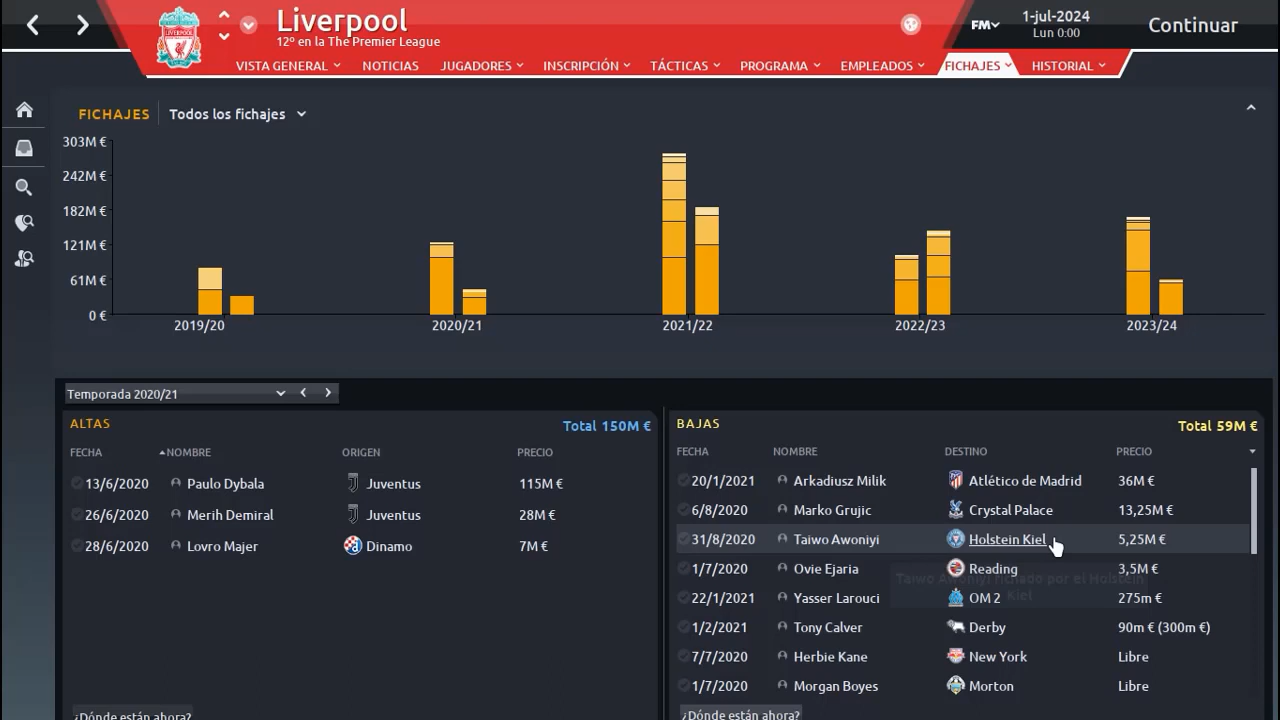 Liverpool
12º en la The Premier League
FM
1-jul-2024
Lun 0:00
Continuar
VISTA GENERAL
NOTICIAS
JUGADORES
INSCRIPCIÓN
TÁCTICAS
PROGRAMA
EMPLEADOS
FICHAJES
HISTORIAL
FICHAJES
Todos los fichajes
303M €
242M €
182M €
121M €
61M €
0 €
2019/20 2020/21 2021/22 2022/23 2023/24
Temporada 2020/21
ALTAS Total 150M €
FECHA NOMBRE ORIGEN PRECIO
13/6/2020 Paulo Dybala Juventus 115M €
26/6/2020 Merih Demiral Juventus 28M €
28/6/2020 Lovro Majer Dinamo 7M €
¿Dónde están ahora?
BAJAS Total 59M €
FECHA NOMBRE DESTINO PRECIO
20/1/2021 Arkadiusz Milik Atlético de Madrid 36M €
6/8/2020 Marko Grujic Crystal Palace 13,25M €
31/8/2020 Taiwo Awoniyi Holstein Kiel 5,25M €
Taiwo Awoniyi fichado por el Holstein
Kiel
1/7/2020 Ovie Ejaria Reading 3,5M €
22/1/2021 Yasser Larouci OM 2 275m €
1/2/2021 Tony Calver Derby 90m € (300m €)
7/7/2020 Herbie Kane New York Libre
1/7/2020 Morgan Boyes Morton Libre
¿Dónde están ahora?